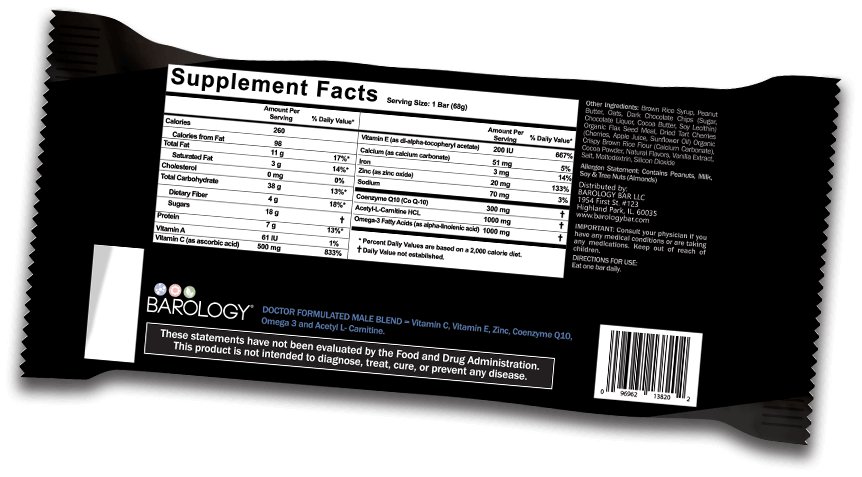 Supplement Facts Serving Size: 1 Bar (68g)
Amount Per Serving % Daily Value*
Calories 260
Calories from Fat 98
Total Fat 11 g 17%*
Saturated Fat 3 g 14%*
Cholesterol 0 mg 0%
Total Carbohydrate 38 g 13%*
Dietary Fiber 4 g 18%*
Sugars 18 g †
Protein 7 g 13%*
Vitamin A 61 IU 1%
Vitamin C (as ascorbic acid) 500 mg 833%
Amount Per Serving % Daily Value*
Vitamin E (as dl-alpha-tocopheryl acetate) 200 IU 667%
Calcium (as calcium carbonate) 51 mg 5%
Iron 3 mg 14%
Zinc (as zinc oxide) 20 mg 133%
Sodium 70 mg 3%
Coenzyme Q10 (Co Q-10) 300 mg †
Acetyl-L-Carnitine HCL 1000 mg †
Omega-3 Fatty Acids (as alpha-linolenic acid) 1000 mg †
* Percent Daily Values are based on a 2,000 calorie diet.
† Daily Value not established.
Other Ingredients: Brown Rice Syrup, Peanut
Butter, Oats, Dark Chocolate Chips (Sugar,
Chocolate Liquor, Cocoa Butter, Soy Lecithin)
Organic Flax Seed Meal, Dried Tart Cherries
(Cherries, Apple Juice, Sunflower Oil) Organic
Crispy Brown Rice Flour (Calcium Carbonate),
Cocoa Powder, Natural Flavors, Vanilla Extract,
Salt, Maltodextrin, Silicon Dioxide
Allergen Statement: Contains Peanuts, Milk,
Soy & Tree Nuts (Almonds)
Distributed by:
BAROLOGY BAR LLC
1954 First St. #123
Highland Park, IL 60035
www.barologybar.com
IMPORTANT: Consult your physician if you
have any medical conditions or are taking
any medications. Keep out of reach of
children.
DIRECTIONS FOR USE:
Eat one bar daily.
BAROLOGY®
DOCTOR FORMULATED MALE BLEND – Vitamin C, Vitamin E, Zinc, Coenzyme Q10,
Omega 3 and Acetyl L- Carnitine.
These statements have not been evaluated by the Food and Drug Administration.
This product is not intended to diagnose, treat, cure, or prevent any disease.
0 96962 13820 2